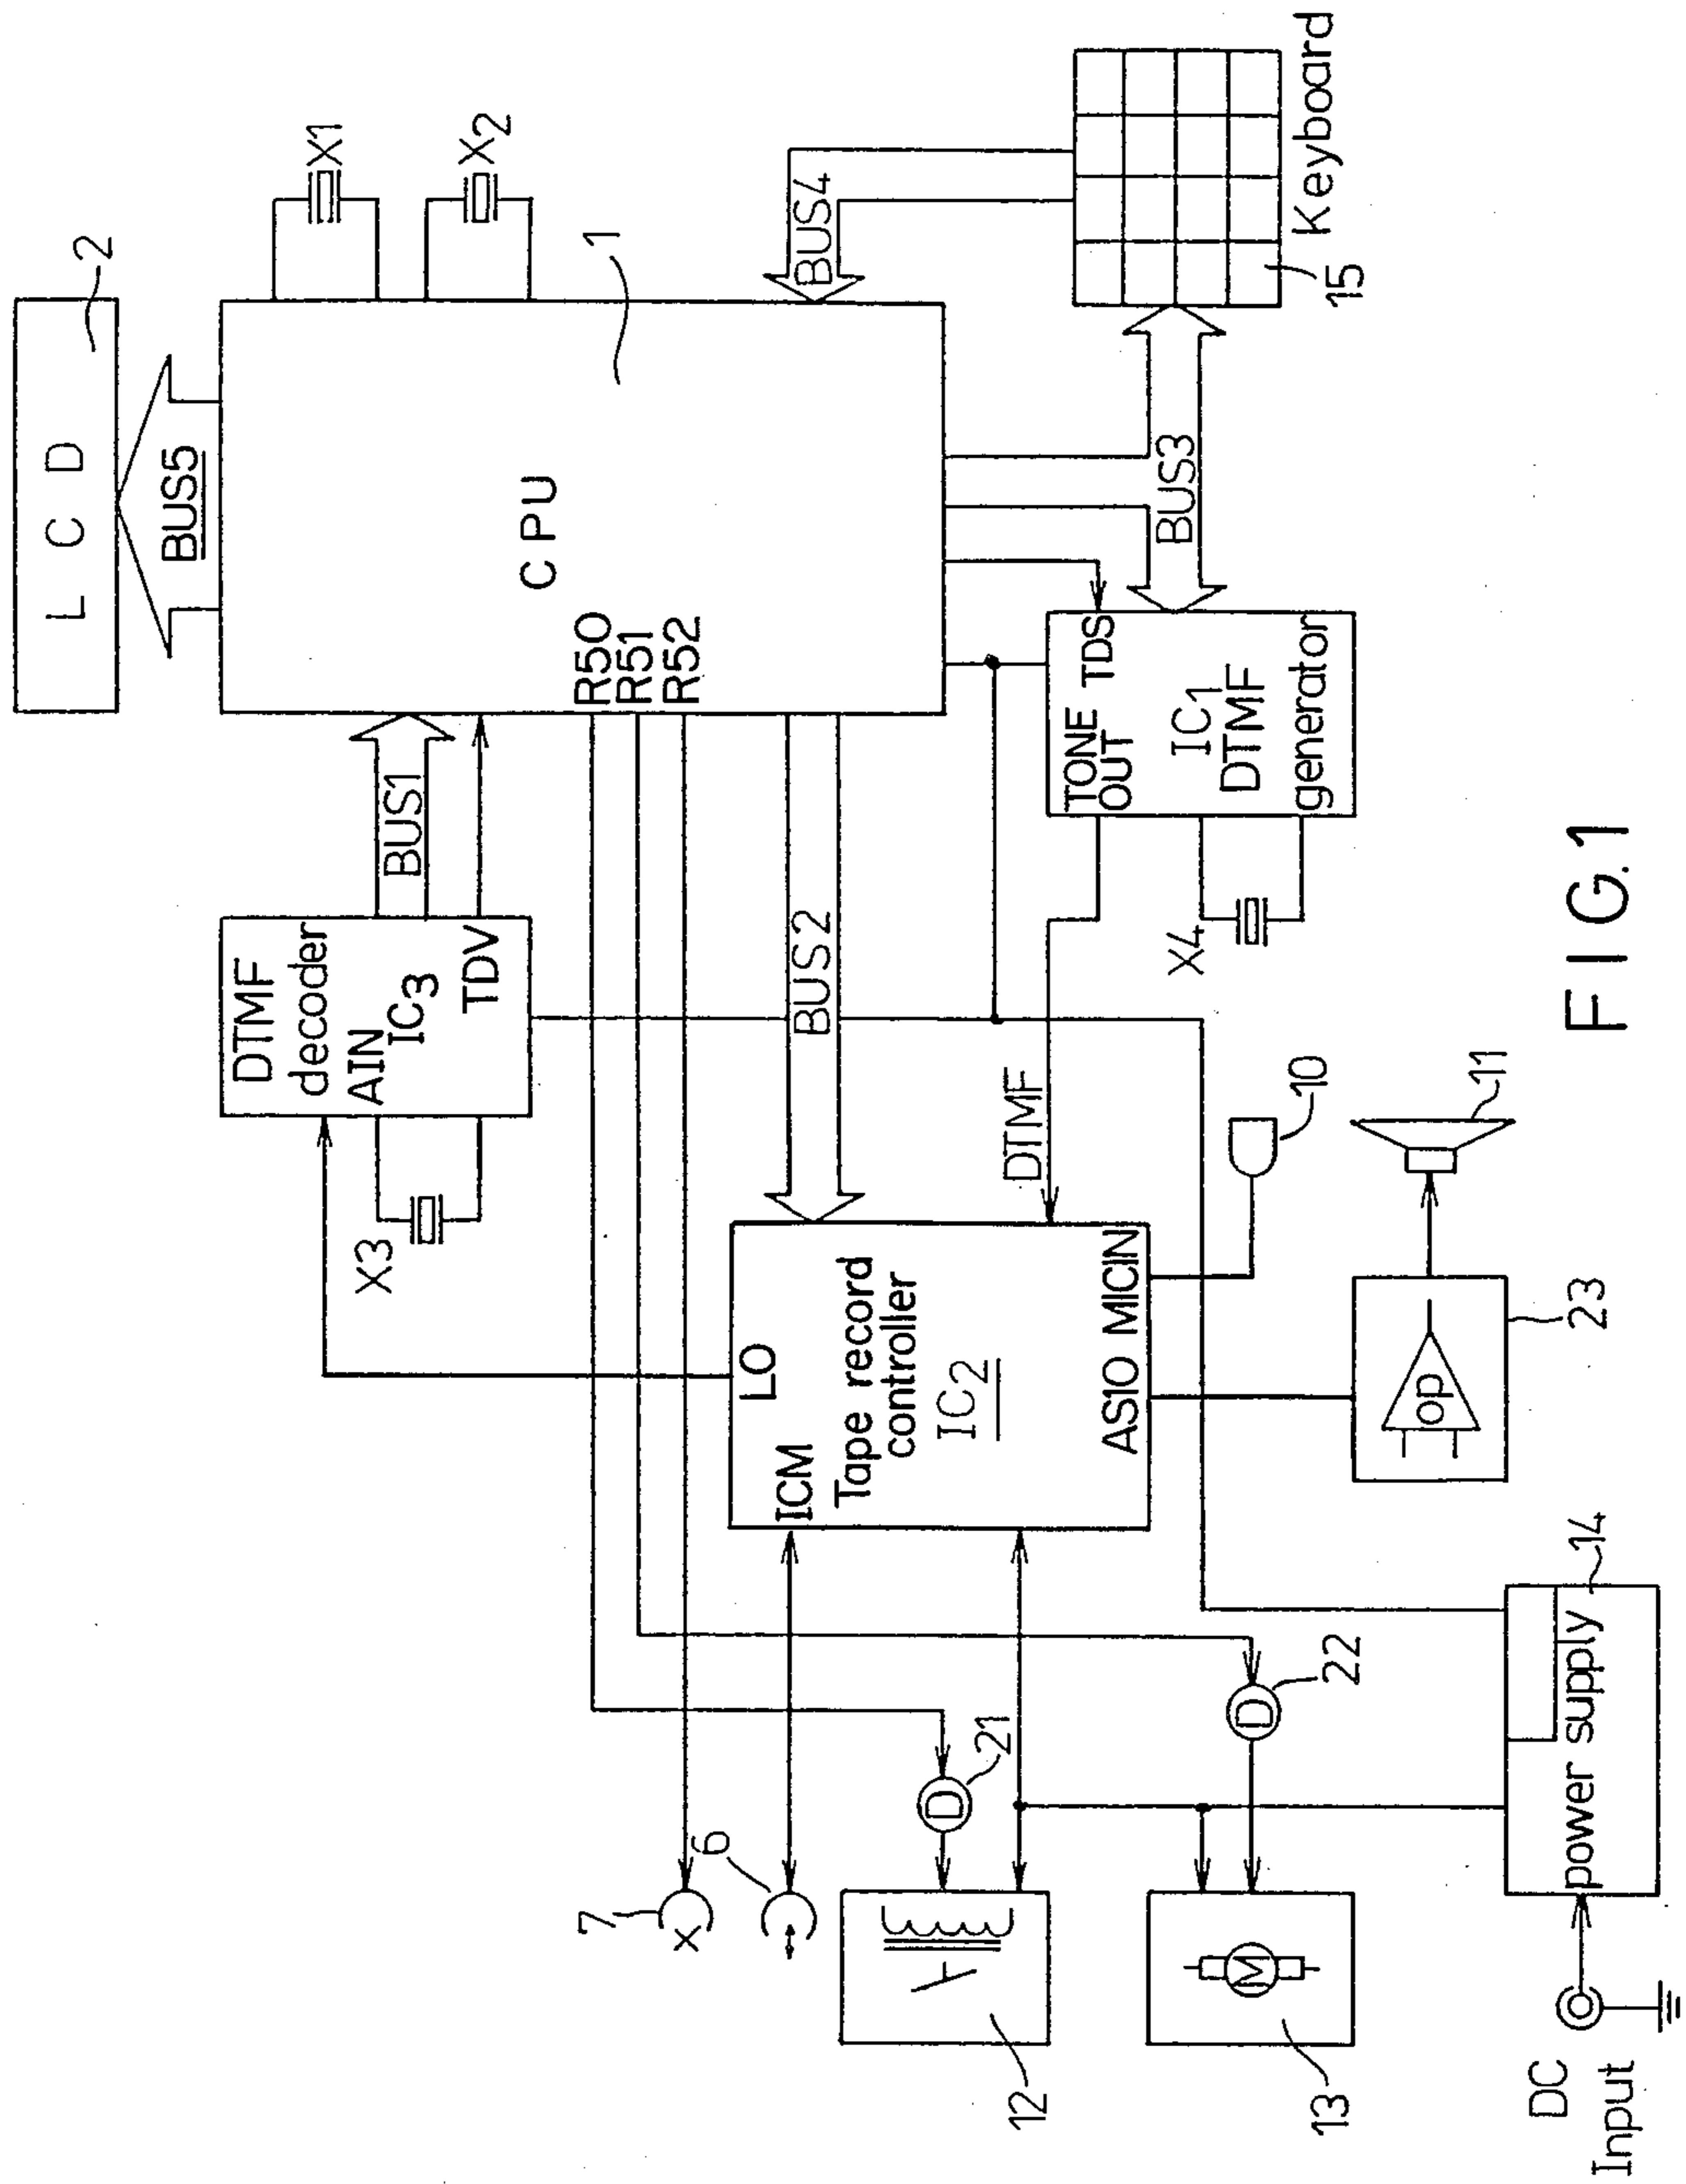 L C D
2
BUS5
X1
X2
1
CPU
R50
R51
R52
BUS1
DTMF
decoder
AIN
IC3
TDV
X3
BUS2
BUS4
Keyboard
15
BUS3
TONE
OUT
TDS
IC1
DTMF
generator
X4
DTMF
LO
ICM
Tape record
controller
IC2
AS10 MICIN
10
11
op
23
7
x
6
D
21
D
22
12
M
13
power supply
14
DC
Input
FIG.1